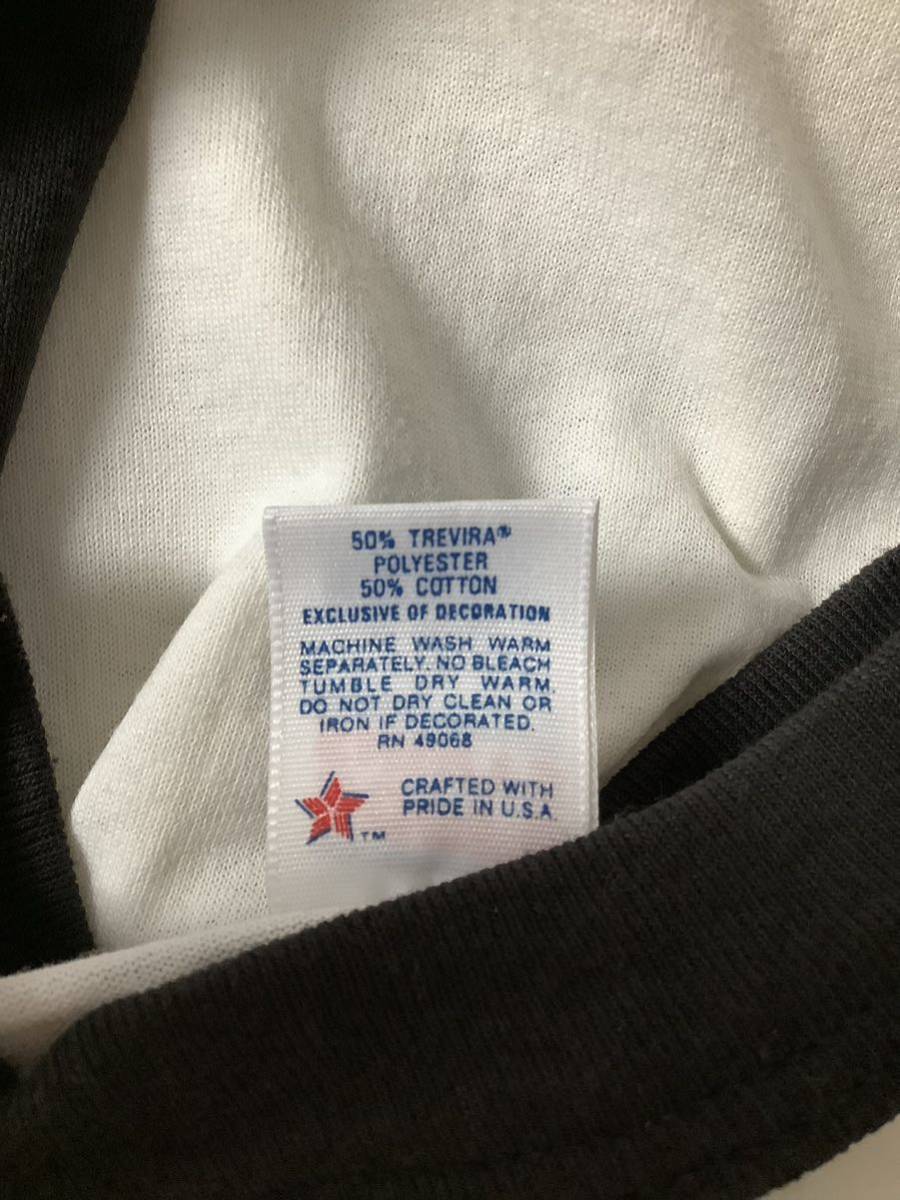 50% TREVIRA®
POLYESTER
50% COTTON
EXCLUSIVE OF DECORATION
MACHINE WASH WARM
SEPARATELY. NO BLEACH
TUMBLE DRY WARM.
DO NOT DRY CLEAN OR
IRON IF DECORATED.
RN 49068
CRAFTED WITH
PRIDE IN U.S.A.
TM